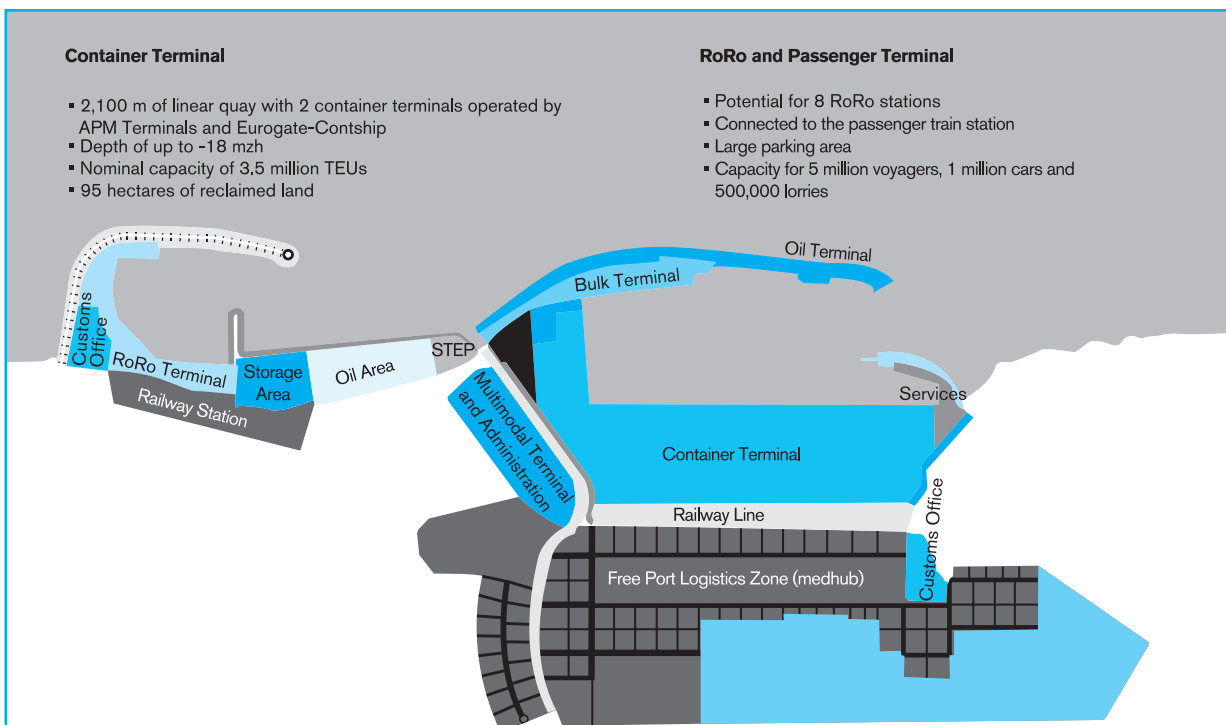 Container Terminal
▪ 2,100 m of linear quay with 2 container terminals operated by
APM Terminals and Eurogate-Contship
▪ Depth of up to -18 mzh
▪ Nominal capacity of 3.5 million TEUs
▪ 95 hectares of reclaimed land
RoRo and Passenger Terminal
▪ Potential for 8 RoRo stations
▪ Connected to the passenger train station
▪ Large parking area
▪ Capacity for 5 million voyagers, 1 million cars and
500,000 lorries
Oil Terminal
Bulk Terminal
Customs
Office
RoRo Terminal
Railway Station
Storage
Area
Oil Area
STEP
Multimodal Terminal
and Administration
Services
Container Terminal
Railway Line
Customs Office
Free Port Logistics Zone (medhub)